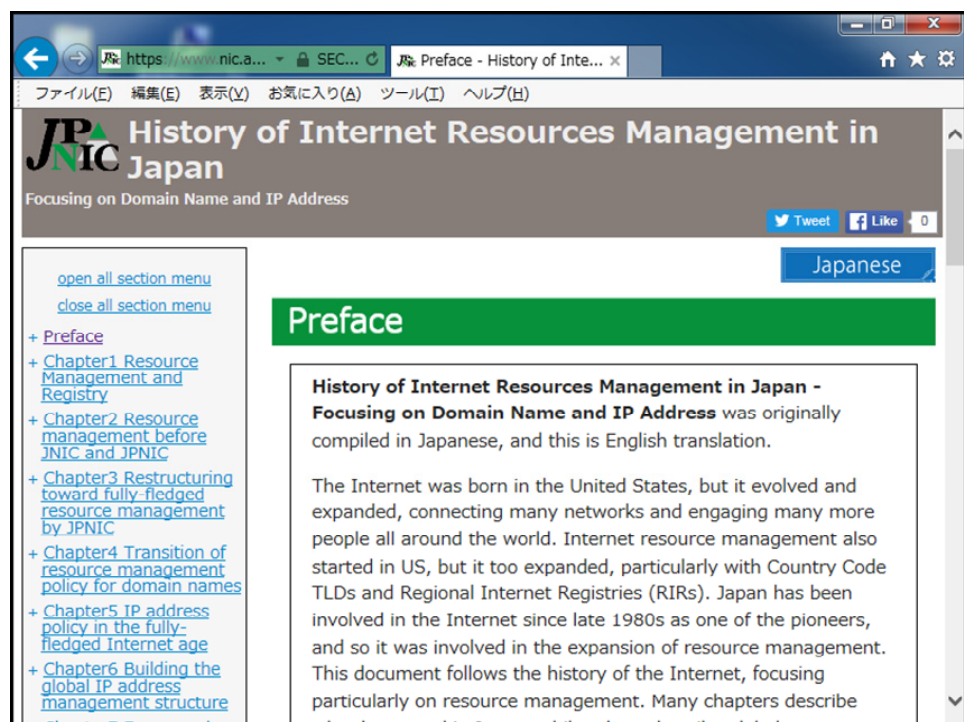 https://www.nic.a... SEC... Preface - History of Inte...
ファイル(F) 編集(E) 表示(V) お気に入り(A) ツール(T) ヘルプ(H)
JPNIC
History of Internet Resources Management in
Japan
Focusing on Domain Name and IP Address
Tweet Like 0
Japanese
open all section menu
close all section menu
+ Preface
+ Chapter1 Resource
Management and
Registry
+ Chapter2 Resource
management before
JNIC and JPNIC
+ Chapter3 Restructuring
toward fully-fledged
resource management
by JPNIC
+ Chapter4 Transition of
resource management
policy for domain names
+ Chapter5 IP address
policy in the fully-
fledged Internet age
+ Chapter6 Building the
global IP address
management structure
Preface
History of Internet Resources Management in Japan -
Focusing on Domain Name and IP Address was originally
compiled in Japanese, and this is English translation.
The Internet was born in the United States, but it evolved and
expanded, connecting many networks and engaging many more
people all around the world. Internet resource management also
started in US, but it too expanded, particularly with Country Code
TLDs and Regional Internet Registries (RIRs). Japan has been
involved in the Internet since late 1980s as one of the pioneers,
and so it was involved in the expansion of resource management.
This document follows the history of the Internet, focusing
particularly on resource management. Many chapters describe